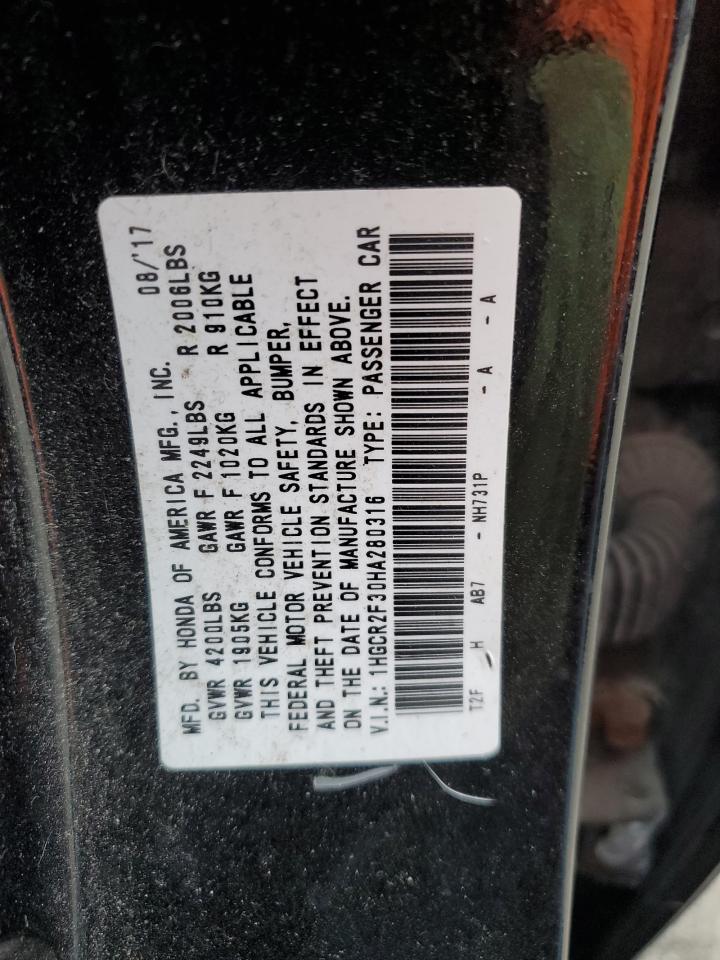 MFD. BY HONDA OF AMERICA MFG., INC. 08/'17
GVWR 4200LBS GAWR F 2249LBS R 2006LBS
GVWR 1905KG GAWR F 1020KG R 910KG
THIS VEHICLE CONFORMS TO ALL APPLICABLE
FEDERAL MOTOR VEHICLE SAFETY, BUMPER,
AND THEFT PREVENTION STANDARDS IN EFFECT
ON THE DATE OF MANUFACTURE SHOWN ABOVE.
V.I.N.: 1HGCR2F30HA280316 TYPE: PASSENGER CAR
T2F H AB7 - NH731P - A - A